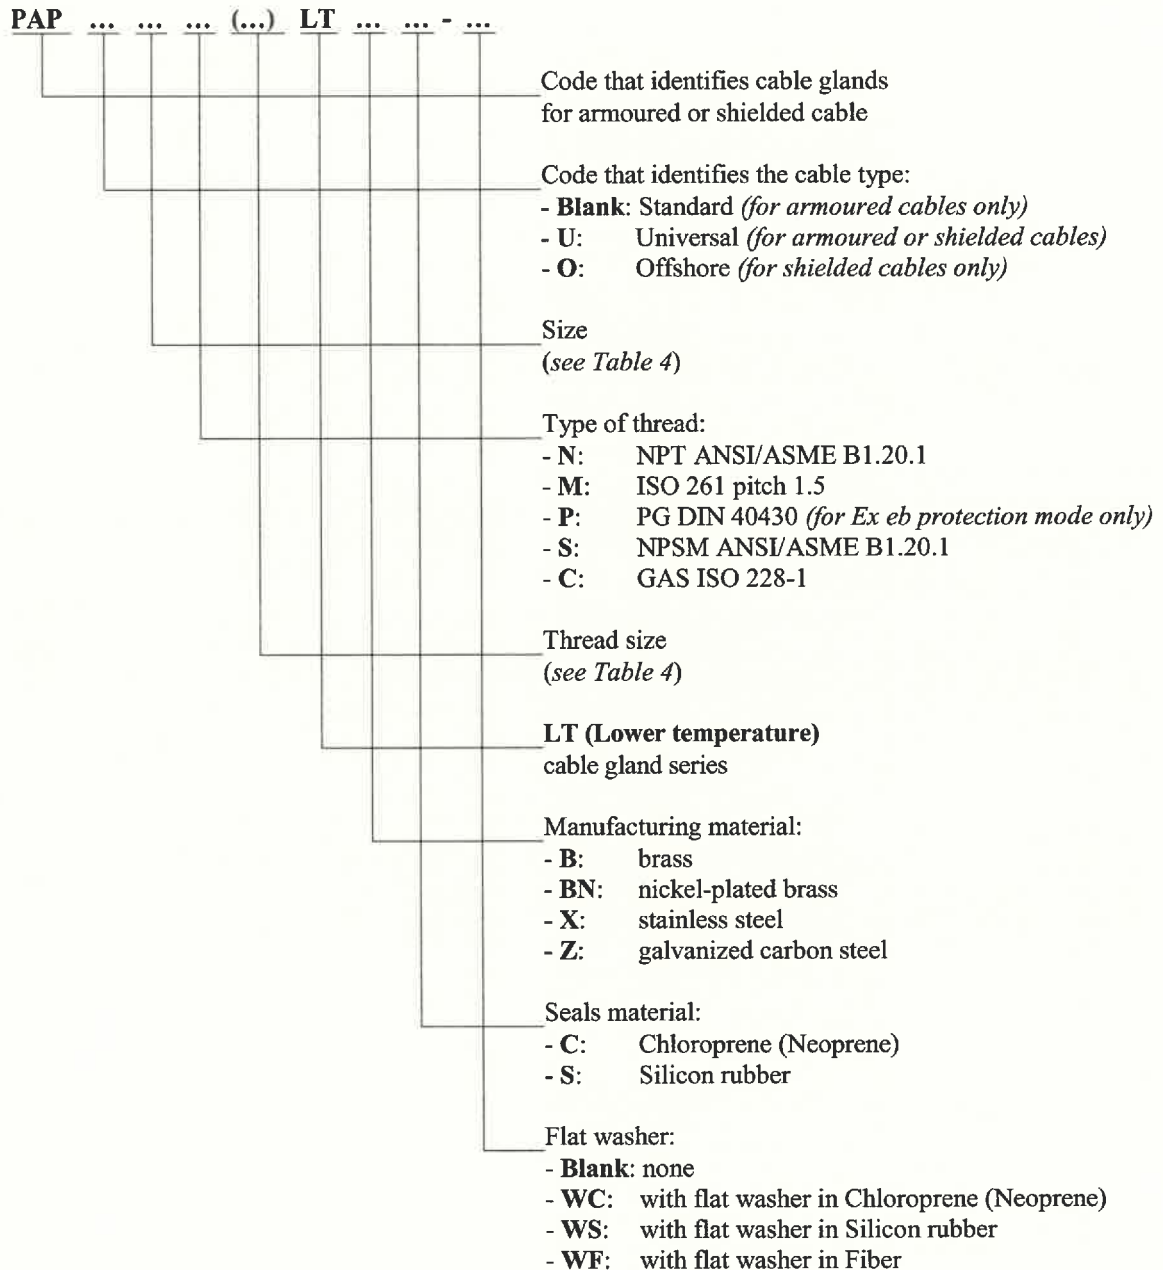 PAP ... ... ... (...) LT ... ... - ...
Code that identifies cable glands
for armoured or shielded cable
Code that identifies the cable type:
- Blank: Standard (for armoured cables only)
- U: Universal (for armoured or shielded cables)
- O: Offshore (for shielded cables only)
Size
(see Table 4)
Type of thread:
- N: NPT ANSI/ASME B1.20.1
- M: ISO 261 pitch 1.5
- P: PG DIN 40430 (for Ex eb protection mode only)
- S: NPSM ANSI/ASME B1.20.1
- C: GAS ISO 228-1
Thread size
(see Table 4)
LT (Lower temperature)
cable gland series
Manufacturing material:
- B: brass
- BN: nickel-plated brass
- X: stainless steel
- Z: galvanized carbon steel
Seals material:
- C: Chloroprene (Neoprene)
- S: Silicon rubber
Flat washer:
- Blank: none
- WC: with flat washer in Chloroprene (Neoprene)
- WS: with flat washer in Silicon rubber
- WF: with flat washer in Fiber